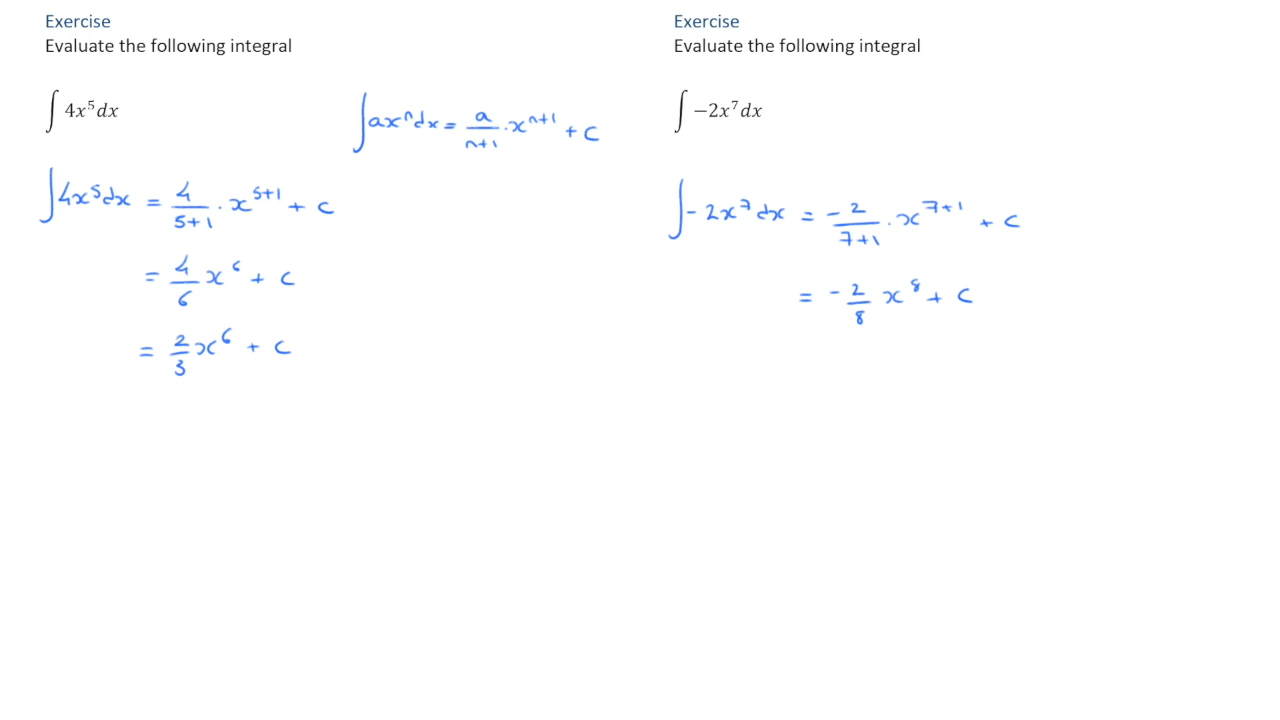 Exercise
Evaluate the following integral
∫ 4x⁵dx
∫axⁿdx = a/(n+1) · xⁿ⁺¹ + c
∫4x⁵dx = 4/(5+1) · x⁵⁺¹ + c
= 4/6 x⁶ + c
= 2/3 x⁶ + c
Exercise
Evaluate the following integral
∫ −2x⁷dx
∫-2x⁷dx = -2/(7+1) · x⁷⁺¹ + c
= -2/8 x⁸ + c